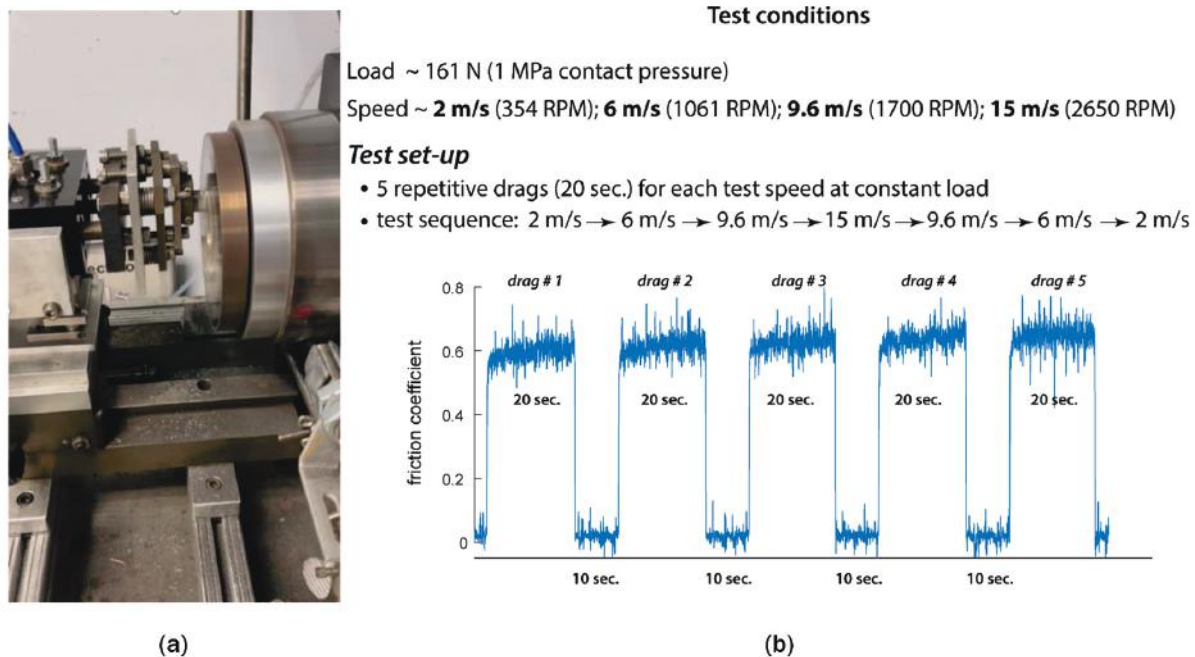 Test conditions
Load ~ 161 N (1 MPa contact pressure)
Speed ~ 2 m/s (354 RPM); 6 m/s (1061 RPM); 9.6 m/s (1700 RPM); 15 m/s (2650 RPM)
Test set-up
• 5 repetitive drags (20 sec.) for each test speed at constant load
• test sequence: 2 m/s → 6 m/s → 9.6 m/s → 15 m/s → 9.6 m/s → 6 m/s → 2 m/s
drag # 1 drag # 2 drag # 3 drag # 4 drag # 5
0.8
0.6
20 sec. 20 sec. 20 sec. 20 sec. 20 sec.
0.4
0.2
0
friction coefficient
10 sec. 10 sec. 10 sec. 10 sec.
(a) (b)